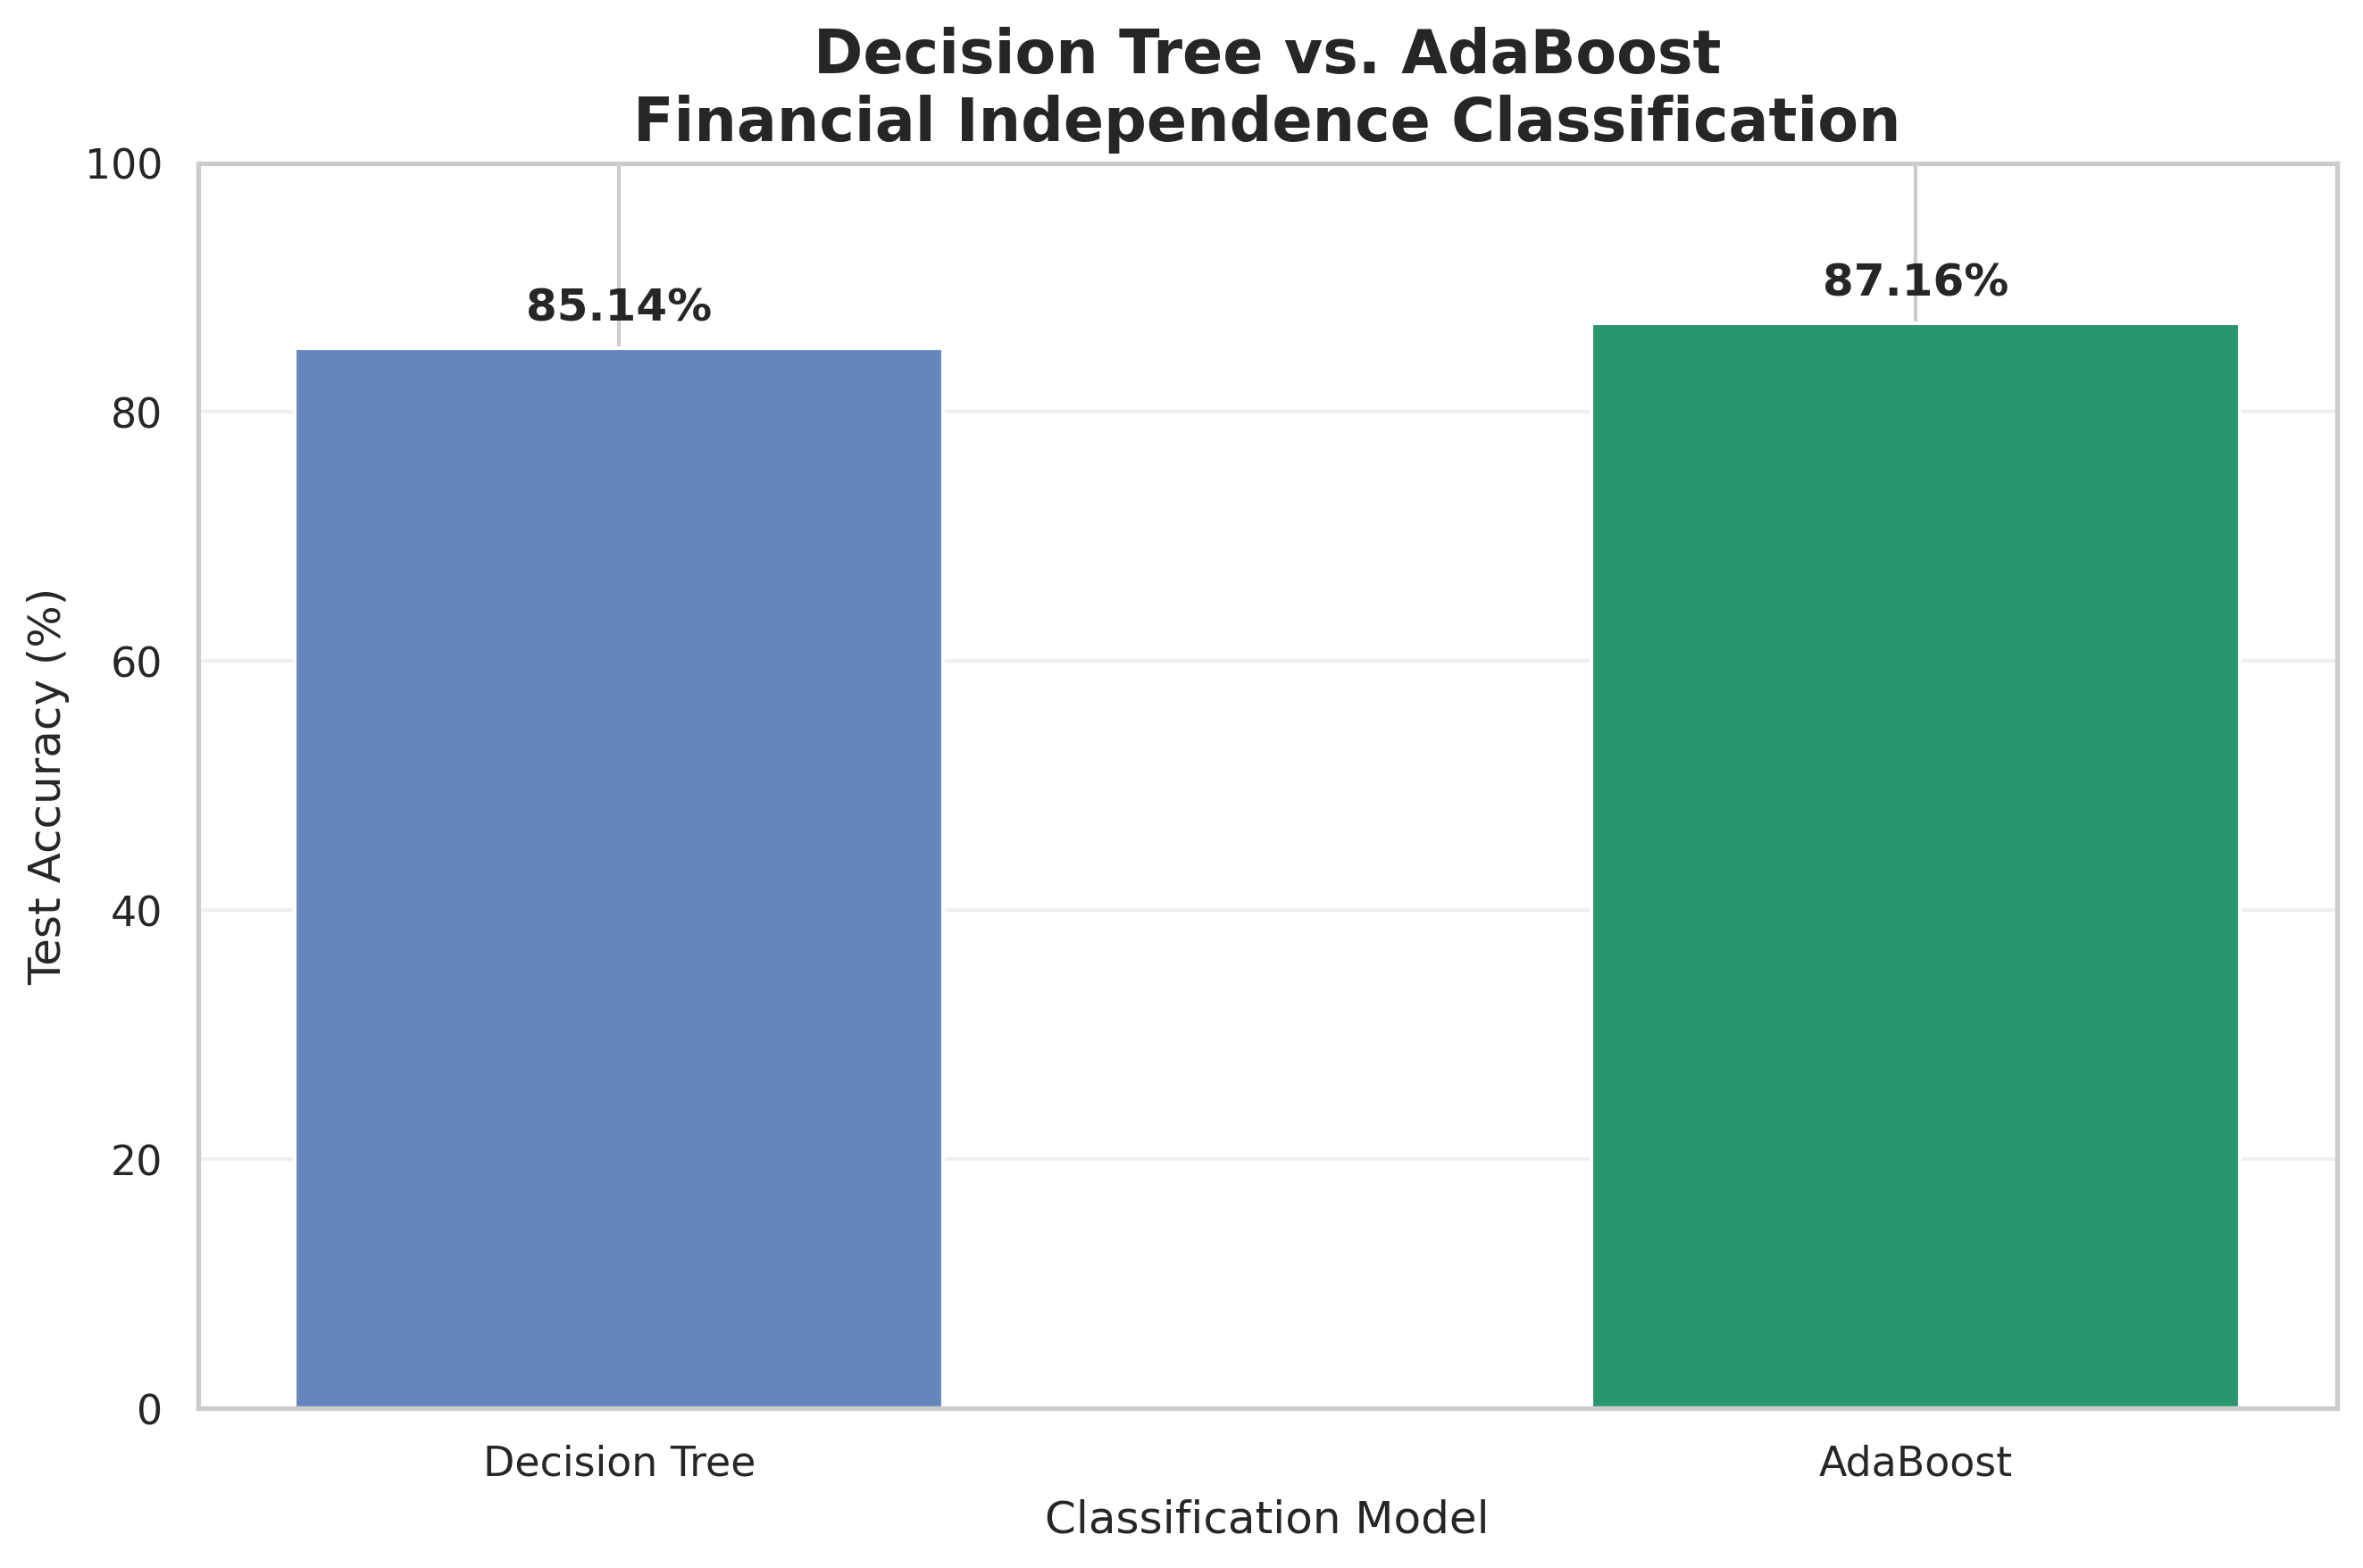 Decision Tree vs. AdaBoost
Financial Independence Classification
100
80
60
40
20
0
Test Accuracy (%)
85.14%
87.16%
Decision Tree
AdaBoost
Classification Model